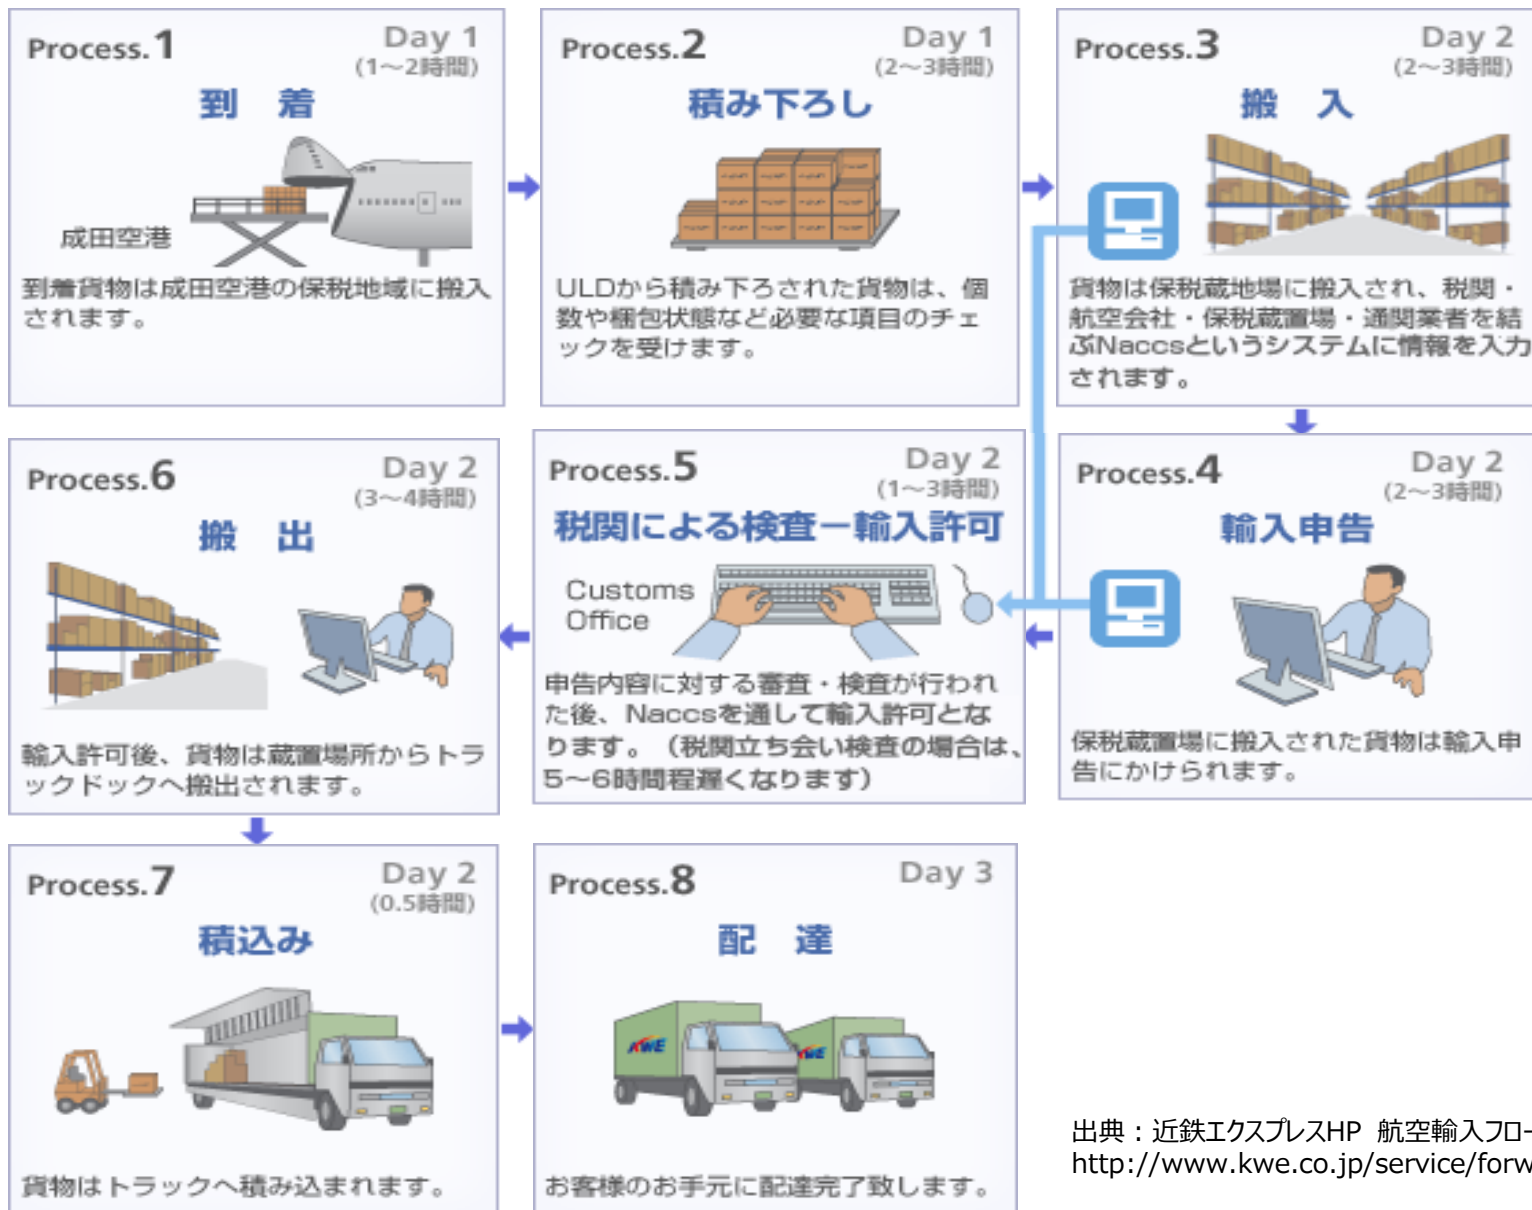 Process.1
Day 1
(1～2時間)
到 着
成田空港
到着貨物は成田空港の保税地域に搬入
されます。
Process.2
Day 1
(2～3時間)
積み下ろし
ULDから積み下ろされた貨物は、個
数や梱包状態など必要な項目のチェ
ックを受けます。
Process.3
Day 2
(2～3時間)
搬 入
貨物は保税蔵地場に搬入され、税関・
航空会社・保税蔵置場・通関業者を結
ぶNaccsというシステムに情報を入力
されます。
Process.4
Day 2
(2～3時間)
輸入申告
保税蔵置場に搬入された貨物は輸入申
告にかけられます。
Process.5
Day 2
(1～3時間)
税関による検査－輸入許可
Customs
Office
申告内容に対する審査・検査が行われ
た後、Naccsを通して輸入許可とな
ります。（税関立ち会い検査の場合は、
5～6時間程遅くなります）
Process.6
Day 2
(3～4時間)
搬 出
輸入許可後、貨物は蔵置場所からトラ
ックドックへ搬出されます。
Process.7
Day 2
(0.5時間)
積込み
貨物はトラックへ積み込まれます。
Process.8
Day 3
配 達
KWE
KWE
お客様のお手元に配達完了致します。
出典：近鉄エクスプレスHP 航空輸入フロー
http://www.kwe.co.jp/service/forw